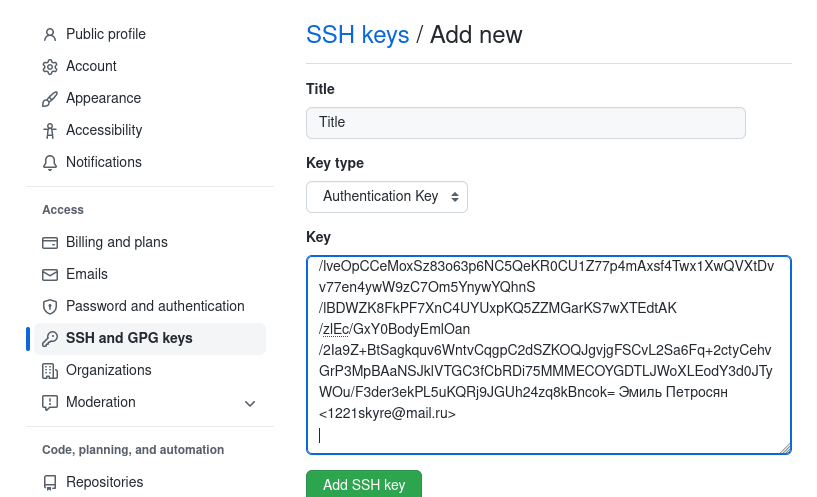 Public profile
Account
Appearance
Accessibility
Notifications
Access
Billing and plans
Emails
Password and authentication
SSH and GPG keys
Organizations
Moderation
Code, planning, and automation
Repositories
SSH keys / Add new
Title
Title
Key type
Authentication Key
Key
/IveOpCCeMoxSz83o63p6NC5QeKR0CU1Z77p4mAxsf4Twx1XwQVXtDv
v77en4ywW9zC7Om5YnywYQhnS
/lBDWZK8FkPF7XnC4UYUxpKQ5ZZMGarKS7wXTEdtAK
/zlEc/GxY0BodyEmlOan
/2Ia9Z+BtSagkquv6WntvCqgpC2dSZKOQJgvjgFSCvL2Sa6Fq+2ctyCehv
GrP3MpBAaNSJklVTGC3fCbRDi75MMMECOYGDTLJWoXLEodY3d0JTy
WOu/F3der3ekPL5uKQRj9JGUh24zq8kBncok= Эмиль Петросян
<1221skyre@mail.ru>
Add SSH key